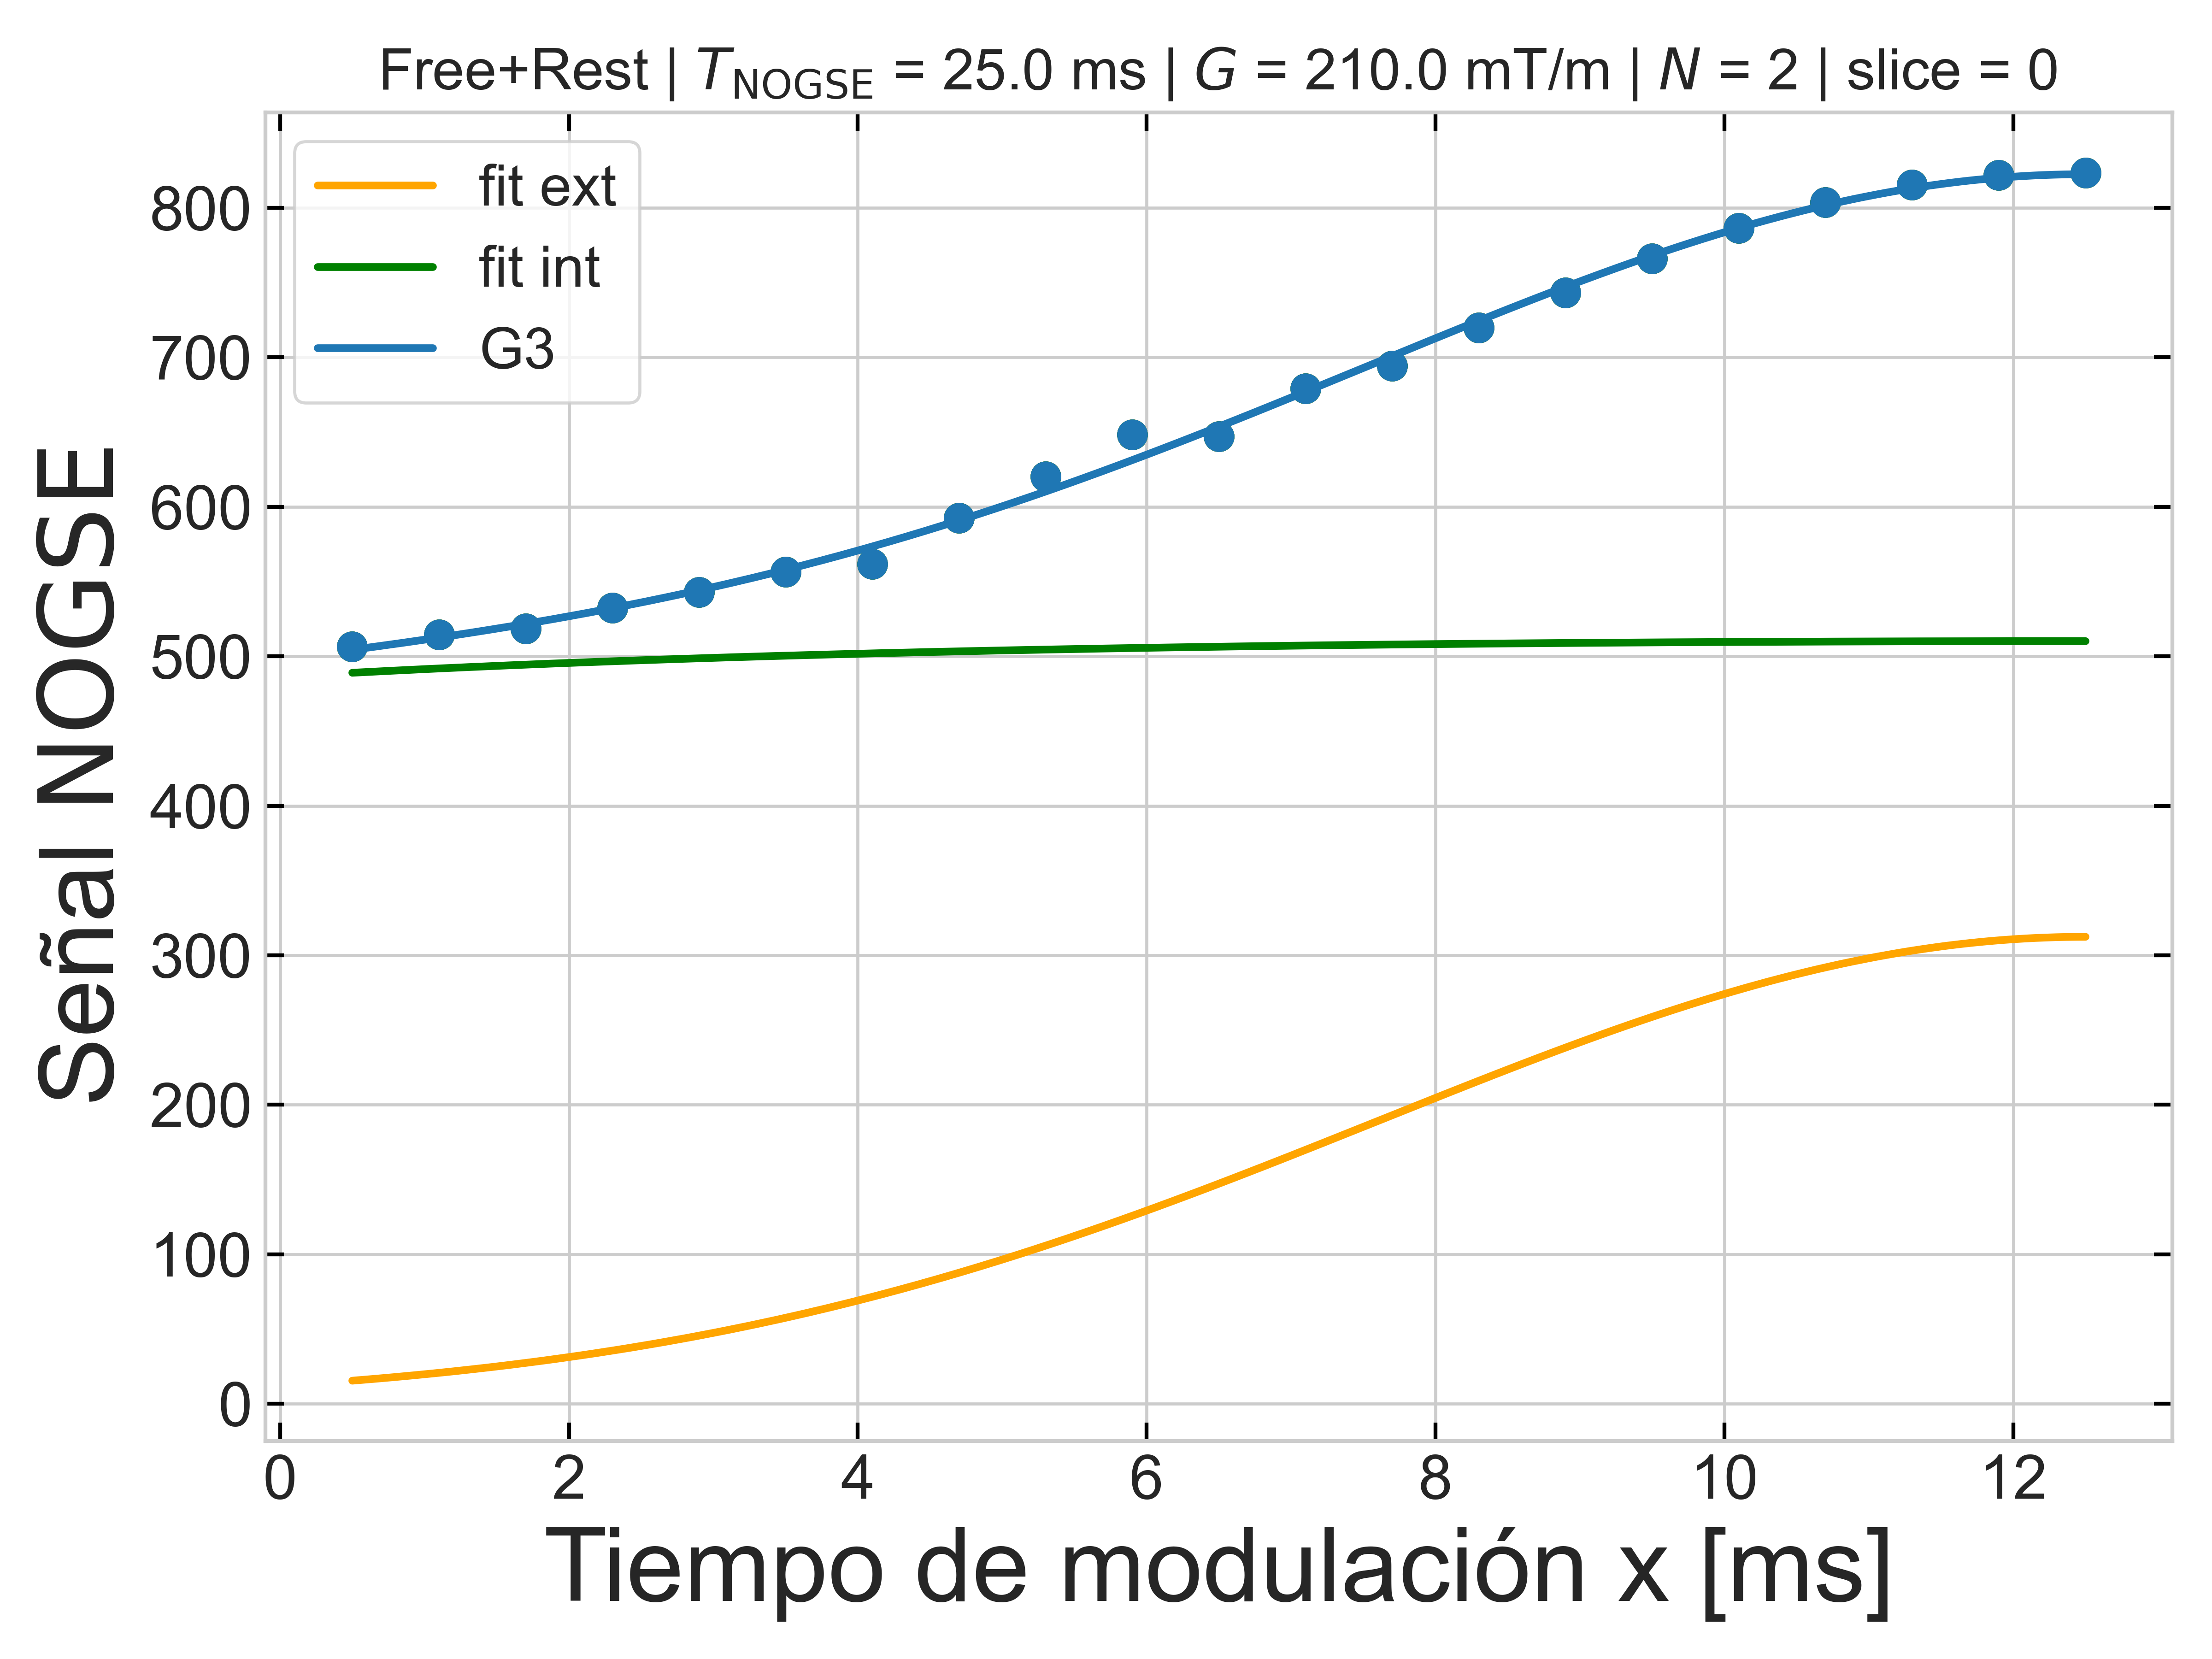 Free+Rest | T_NOGSE = 25.0 ms | G = 210.0 mT/m | N = 2 | slice = 0
fit ext
fit int
G3
Señal NOGSE
800
700
600
500
400
300
200
100
0
0 2 4 6 8 10 12
Tiempo de modulación x [ms]